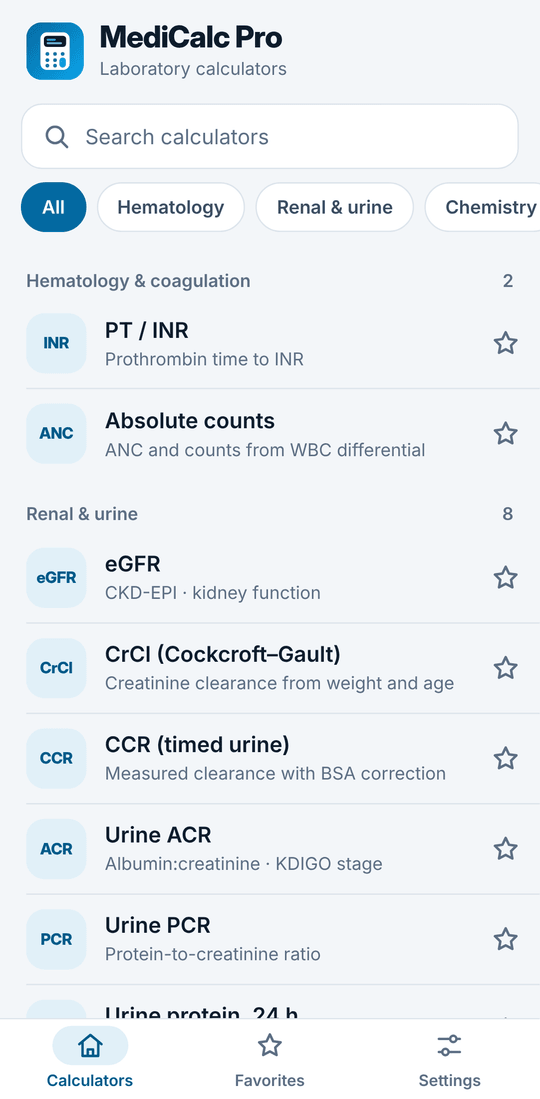 MediCalc Pro
Laboratory calculators
Search calculators
All
Hematology
Renal & urine
Chemistry
Hematology & coagulation
2
INR
PT / INR
Prothrombin time to INR
ANC
Absolute counts
ANC and counts from WBC differential
Renal & urine
8
eGFR
eGFR
CKD-EPI · kidney function
CrCl
CrCl (Cockcroft–Gault)
Creatinine clearance from weight and age
CCR
CCR (timed urine)
Measured clearance with BSA correction
ACR
Urine ACR
Albumin:creatinine · KDIGO stage
PCR
Urine PCR
Protein-to-creatinine ratio
Urine protein, 24 h
Calculators
Favorites
Settings